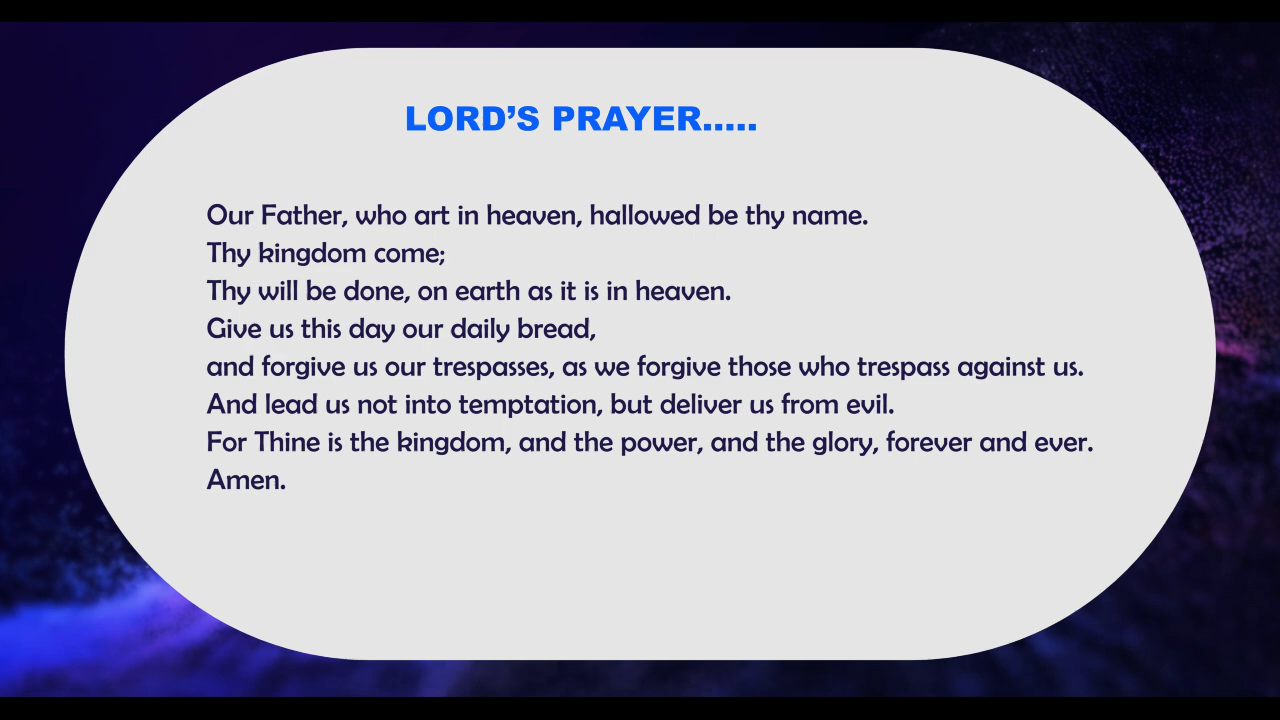 LORD’S PRAYER.....
Our Father, who art in heaven, hallowed be thy name.
Thy kingdom come;
Thy will be done, on earth as it is in heaven.
Give us this day our daily bread,
and forgive us our trespasses, as we forgive those who trespass against us.
And lead us not into temptation, but deliver us from evil.
For Thine is the kingdom, and the power, and the glory, forever and ever.
Amen.